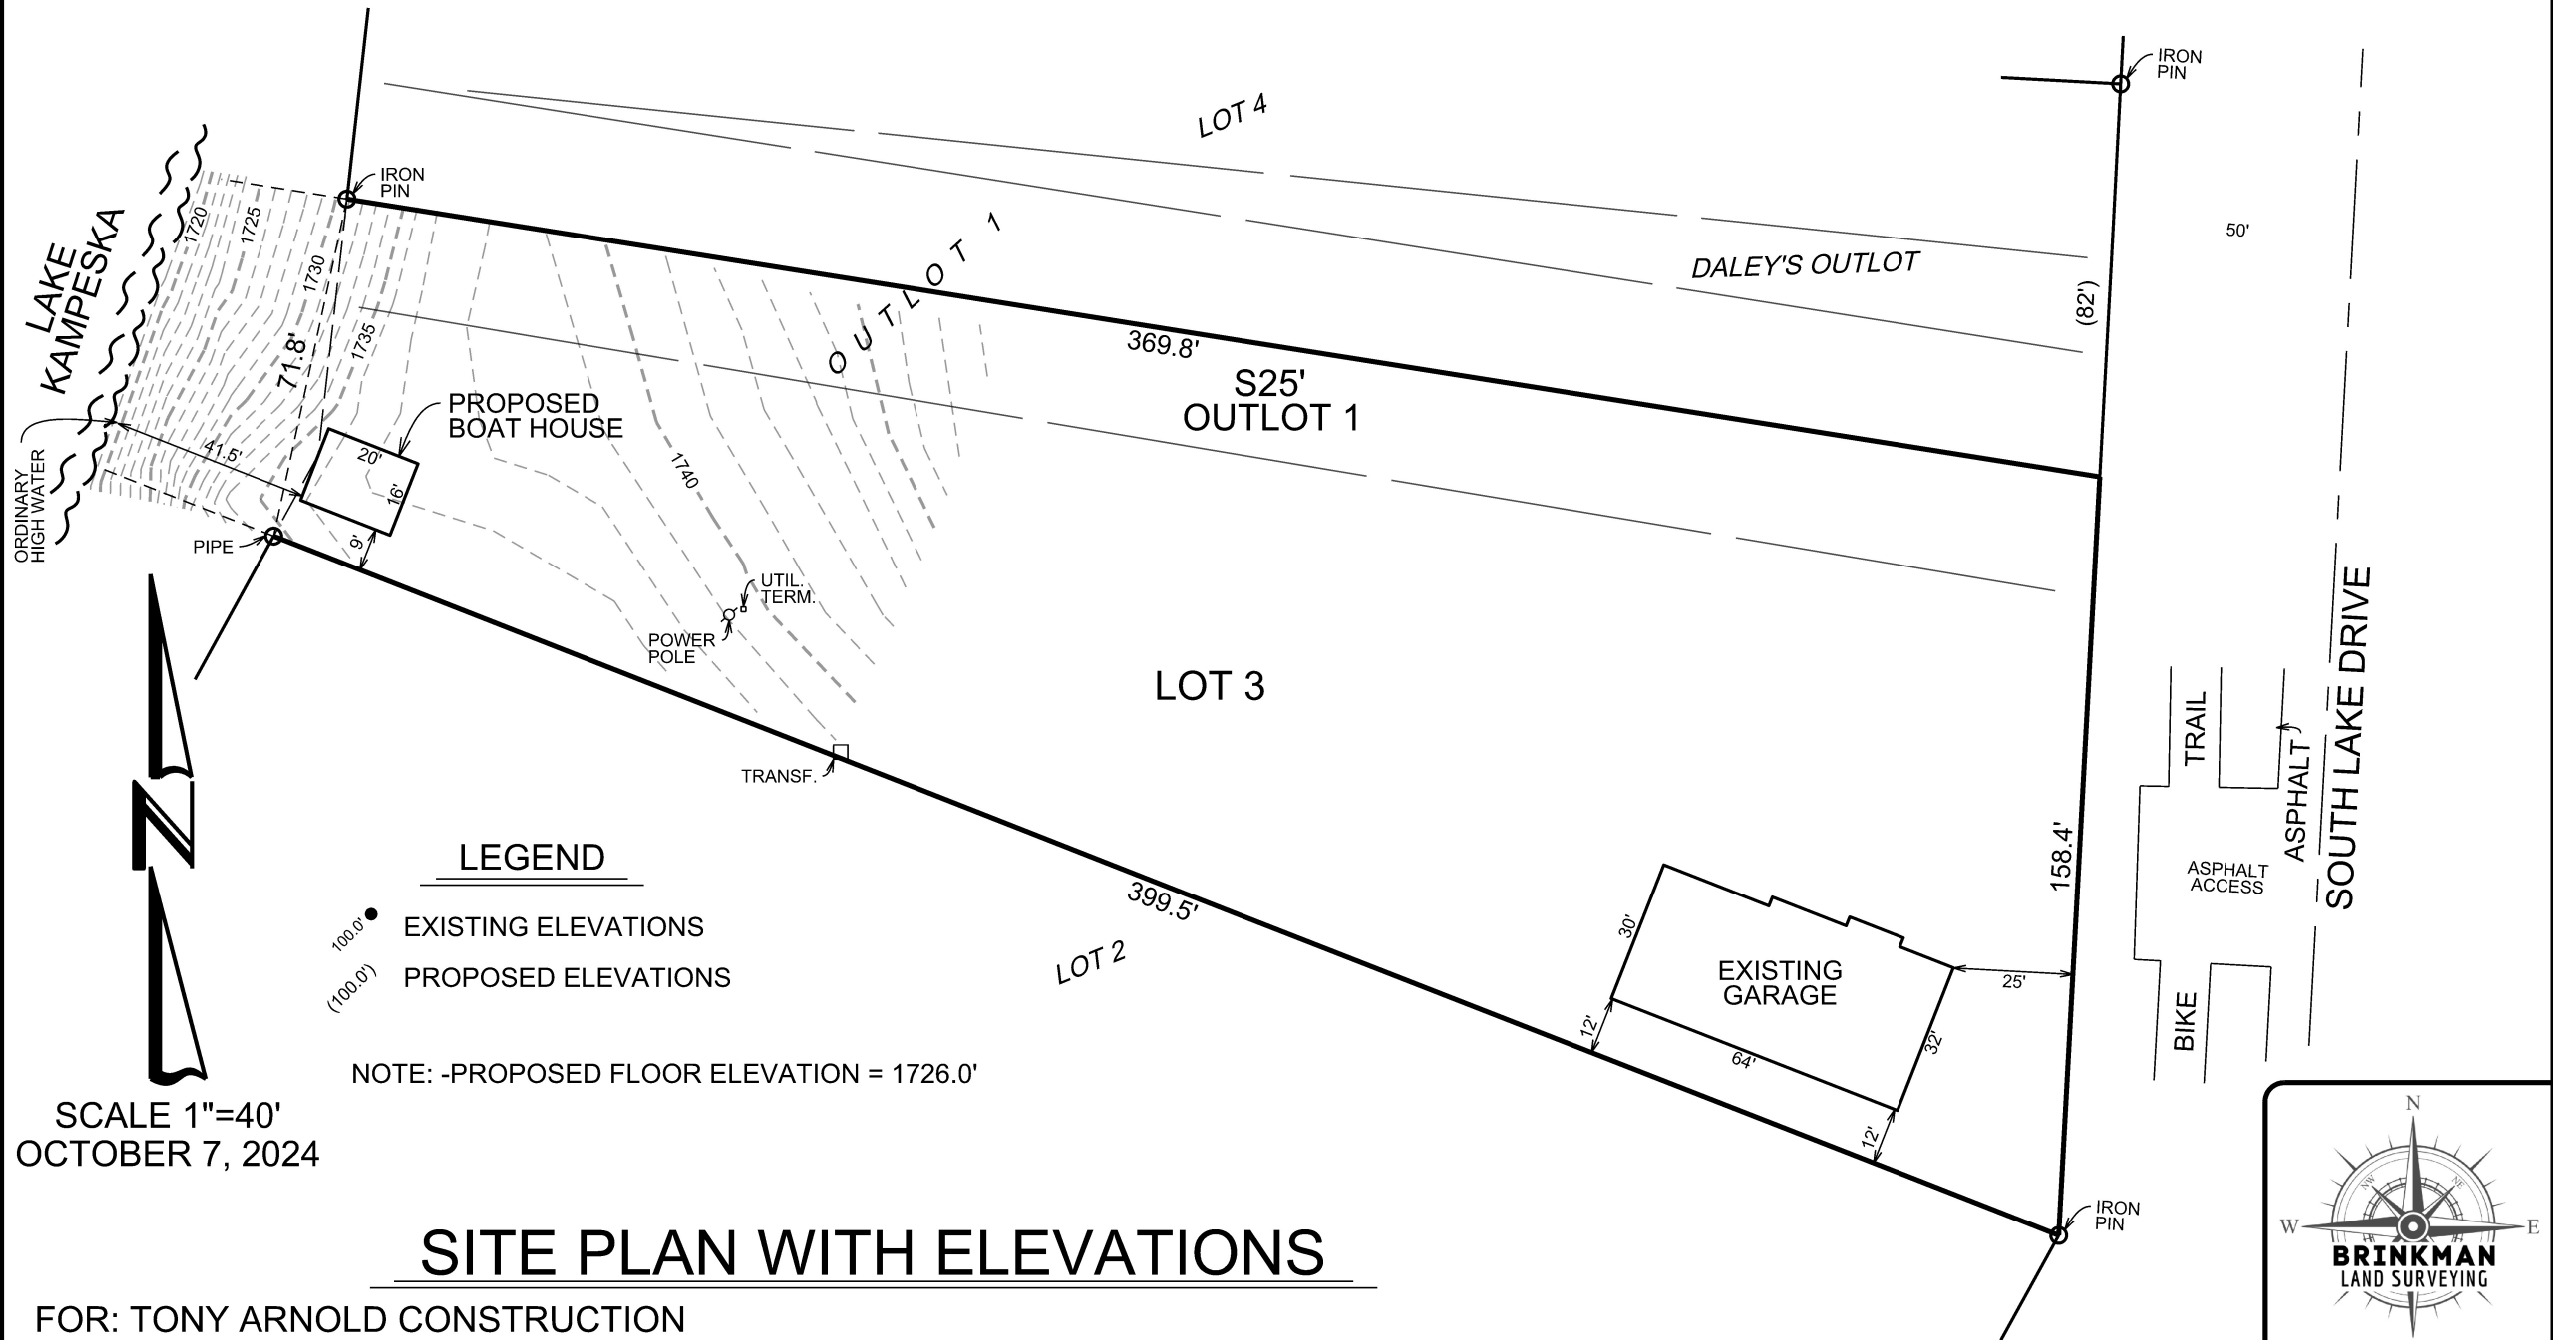 IRON
PIN
LOT 4
IRON
PIN
50'
LAKE
KAMPESKA
1720
1725
1730
1735
71.8'
OUTLOT 1
DALEY'S OUTLOT
(82')
369.8'
S25'
OUTLOT 1
PROPOSED
BOAT HOUSE
41.5'
20'
16'
1740
ORDINARY
HIGH WATER
PIPE
9'
UTIL.
TERM.
POWER
POLE
LOT 3
TRANSF.
TRAIL
ASPHALT
SOUTH LAKE DRIVE
158.4'
ASPHALT
ACCESS
BIKE
N
LEGEND
100.0' EXISTING ELEVATIONS
(100.0') PROPOSED ELEVATIONS
399.5'
LOT 2
30'
EXISTING
GARAGE
25'
12'
64'
32'
12'
NOTE: -PROPOSED FLOOR ELEVATION = 1726.0'
SCALE 1"=40'
OCTOBER 7, 2024
IRON
PIN
SITE PLAN WITH ELEVATIONS
FOR: TONY ARNOLD CONSTRUCTION
N
NW
NE
W
E
BRINKMAN
LAND SURVEYING